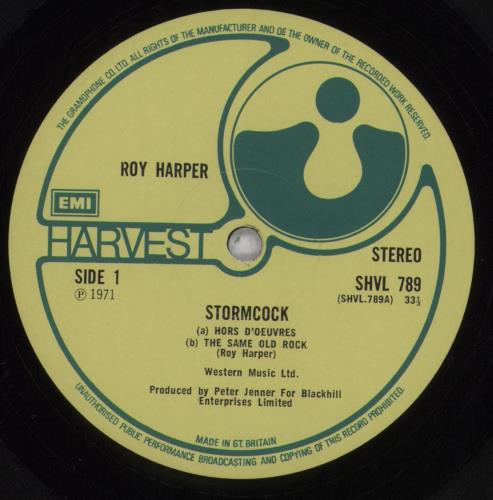 THE GRAMOPHONE CO. LTD. ALL RIGHTS OF THE MANUFACTURER AND OF THE OWNER OF THE RECORDED WORK RESERVED.
ROY HARPER
EMI
HARVEST
STEREO
SIDE 1
SHVL 789
Ⓟ 1971
(SHVL.789A) 33⅓
STORMCOCK
(a) HORS D'OEUVRES
(b) THE SAME OLD ROCK
(Roy Harper)
Western Music Ltd.
Produced by Peter Jenner For Blackhill
Enterprises Limited
MADE IN GT. BRITAIN
UNAUTHORISED PUBLIC PERFORMANCE BROADCASTING AND COPYING OF THIS RECORD PROHIBITED.